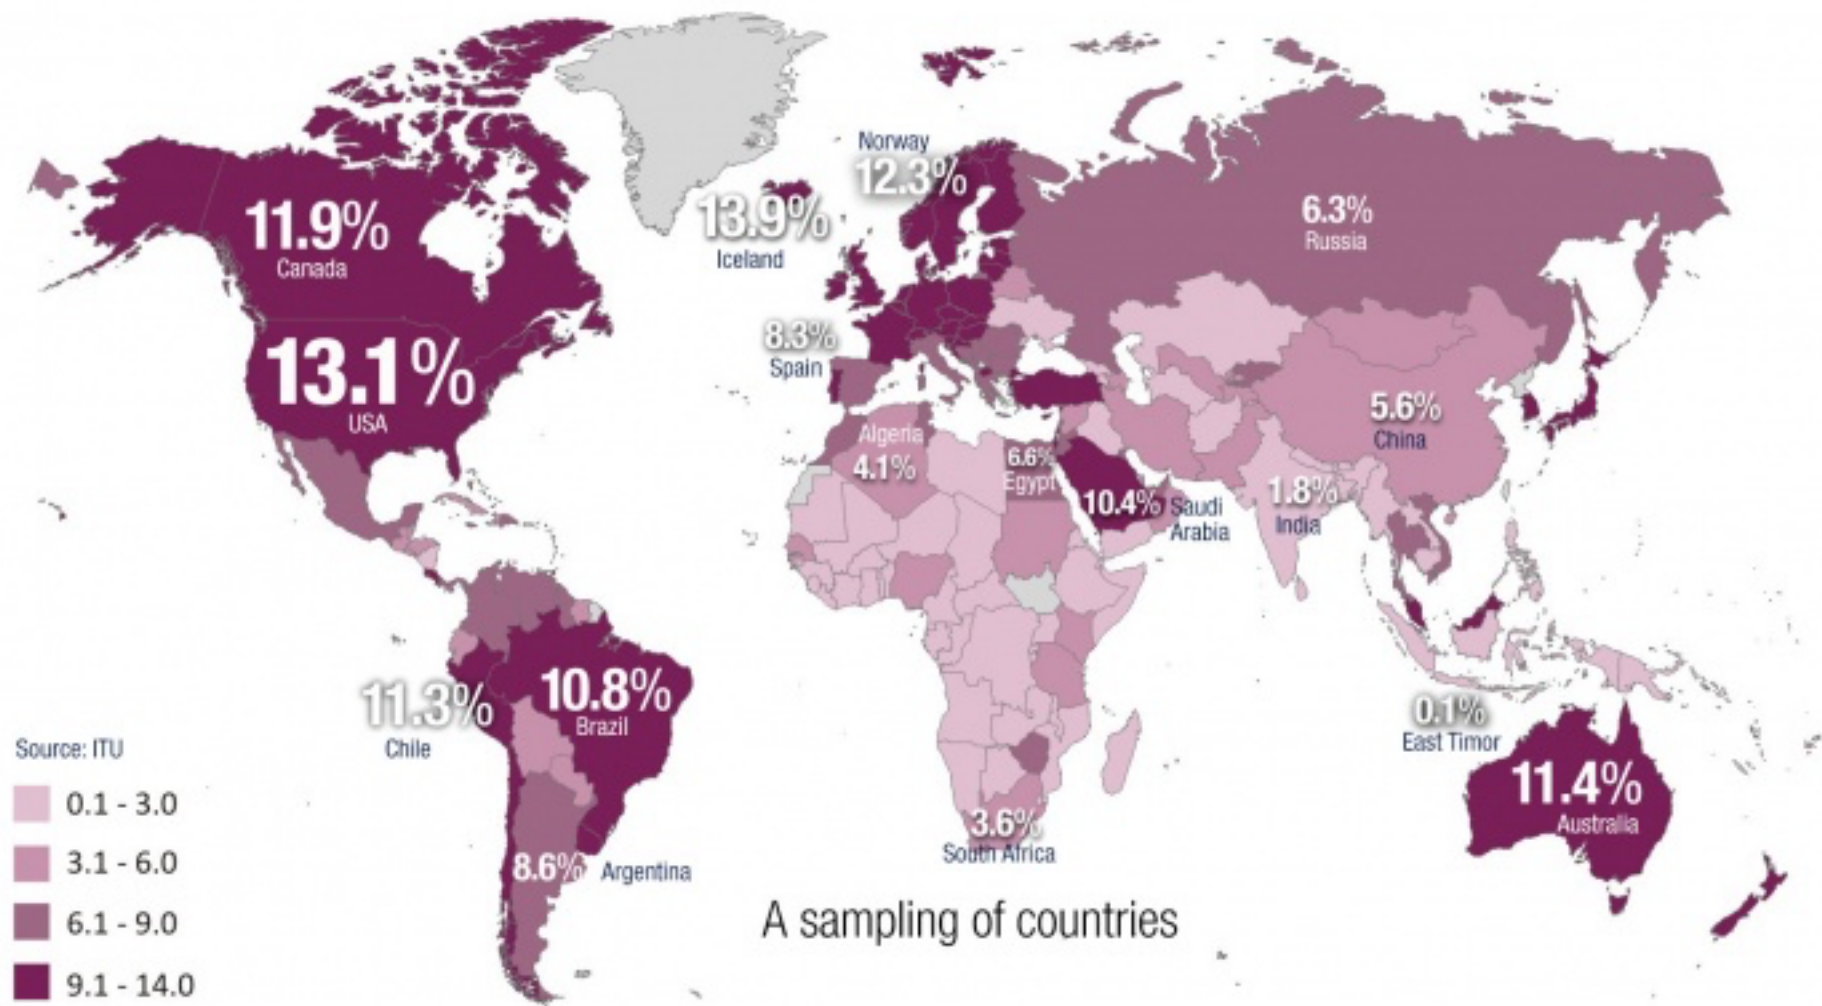 Norway
12.3%
11.9%
Canada
13.9%
Iceland
6.3%
Russia
13.1%
USA
8.3%
Spain
5.6%
China
Algeria
4.1%
6.6%
Egypt
10.4% Saudi
Arabia
1.8%
India
11.3%
Chile
10.8%
Brazil
0.1%
East Timor
11.4%
Australia
3.6%
South Africa
8.6% Argentina
Source: ITU
0.1 - 3.0
3.1 - 6.0
6.1 - 9.0
9.1 - 14.0
A sampling of countries